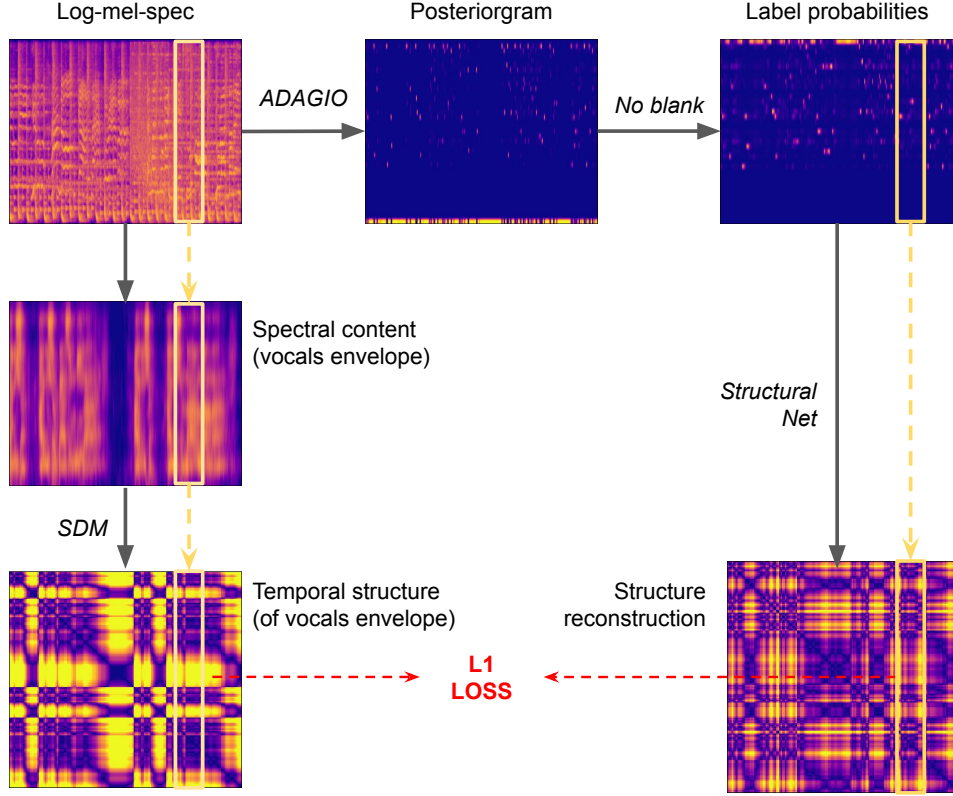 Log-mel-spec
Posteriorgram
Label probabilities
ADAGIO
No blank
Spectral content
(vocals envelope)
Structural
Net
SDM
Temporal structure
(of vocals envelope)
Structure
reconstruction
L1
LOSS